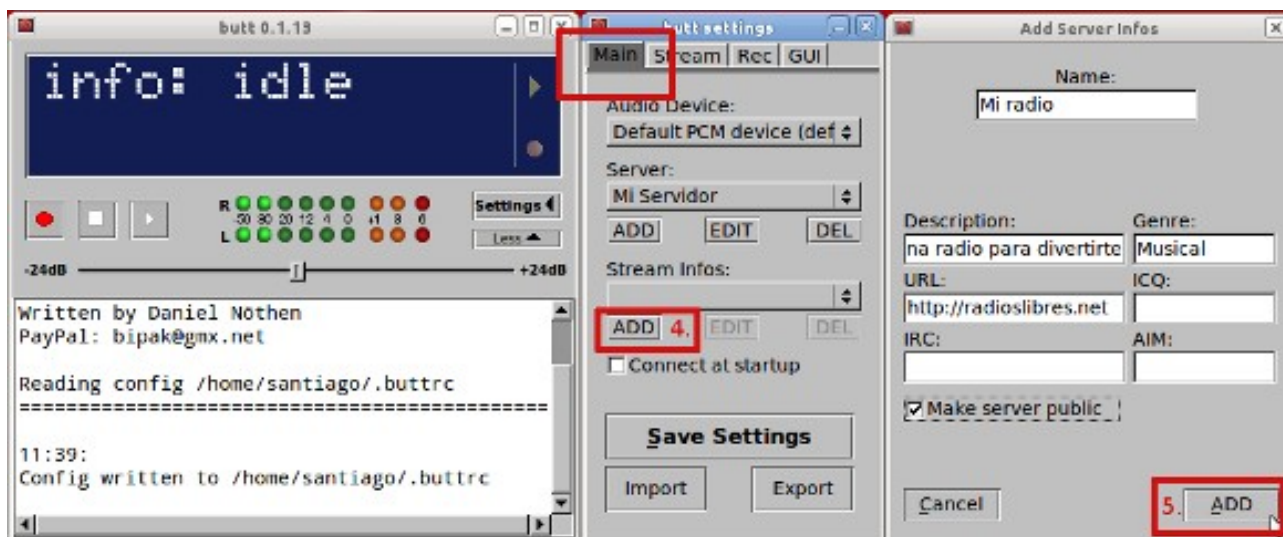 butt 0.1.13
info: idle
R
-50 30 20 12 4 0 +1 8 6
L
Settings
Less
-24dB
+24dB
Written by Daniel Nöthen
PayPal: bipak@gmx.net
Reading config /home/santiago/.buttrc
=============================================
11:39:
Config written to /home/santiago/.buttrc
butt settings
Main Stream Rec GUI
Audio Device:
Default PCM device (def
Server:
Mi Servidor
ADD EDIT DEL
Stream Infos:
ADD 4. EDIT DEL
Connect at startup
Save Settings
Import Export
Add Server Infos
Name:
Mi radio
Description: Genre:
na radio para divertirte Musical
URL: ICQ:
http://radioslibres.net
IRC: AIM:
Make server public
Cancel 5. ADD